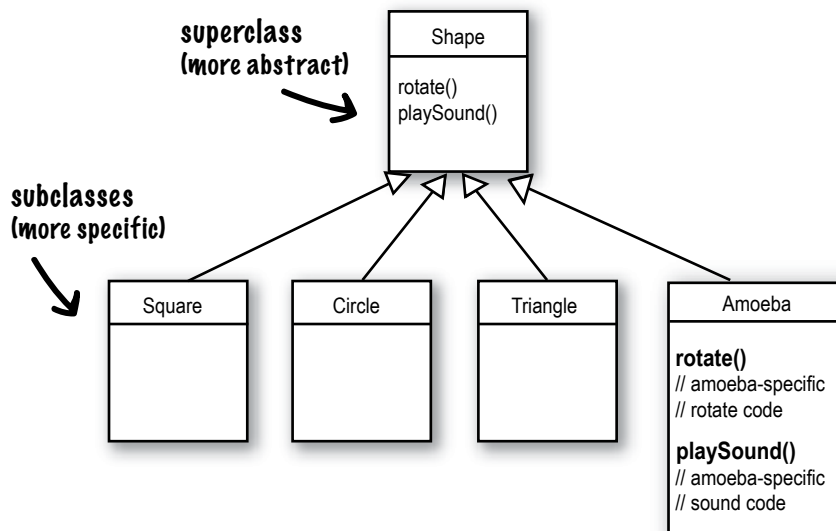 superclass
(more abstract)
Shape
rotate()
playSound()
subclasses
(more specific)
Square
Circle
Triangle
Amoeba
rotate()
// amoeba-specific
// rotate code
playSound()
// amoeba-specific
// sound code